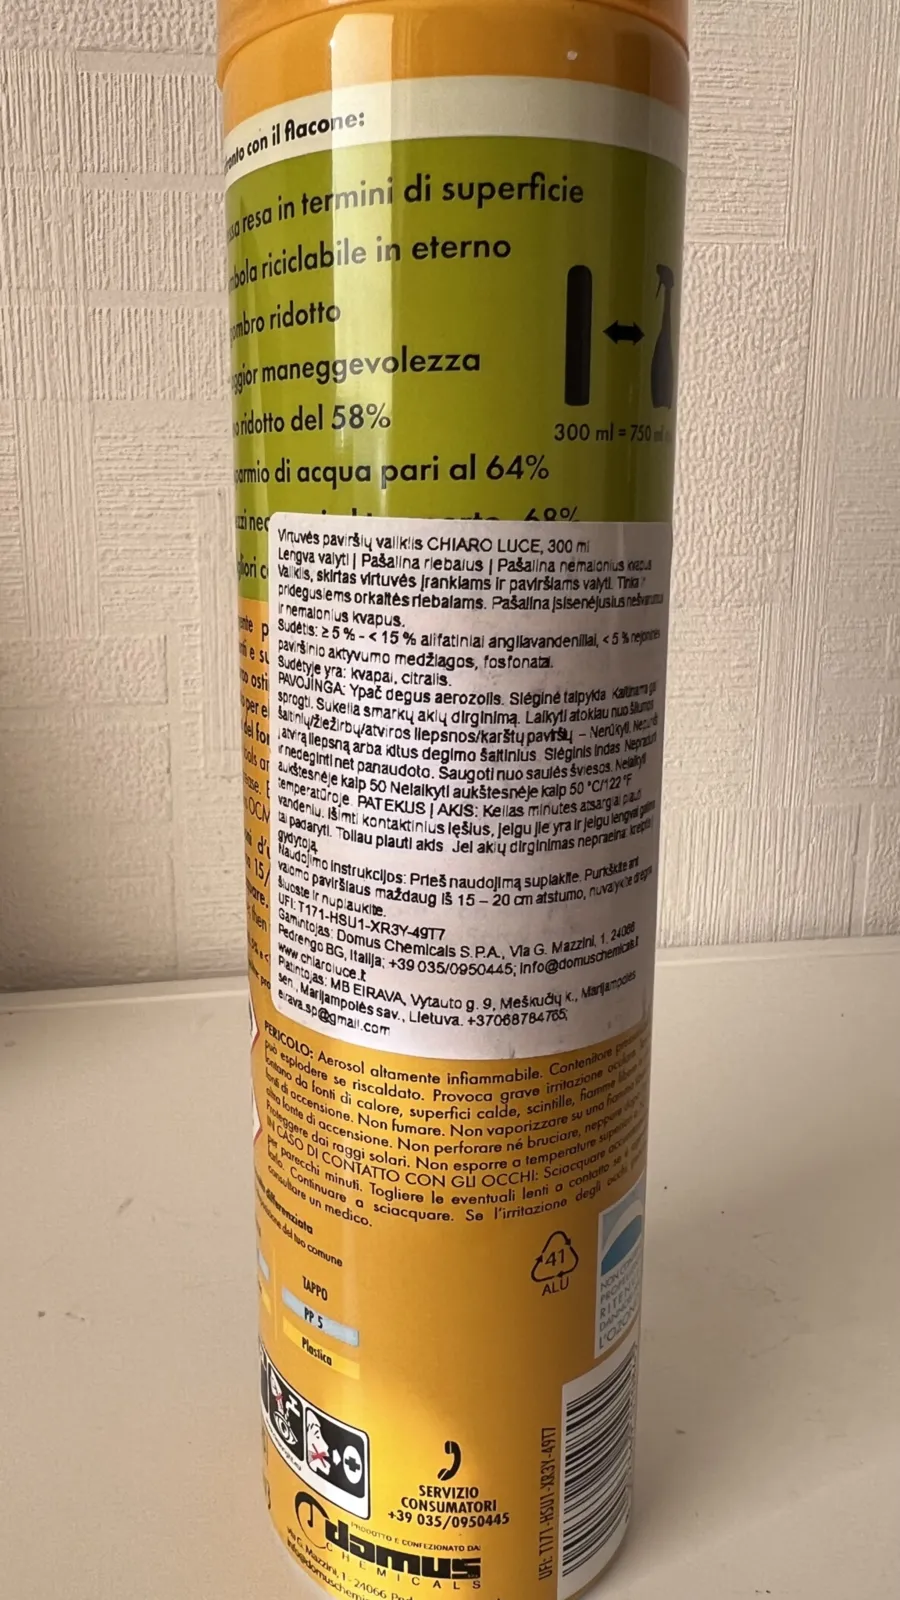 con il flacone:
resa in termini di superficie
riciclabile in eterno
ridotto
maneggevolezza
ridotto del 58%
di acqua pari al 64%
300 ml = 750
68%
Virtuvės paviršių valiklis CHIARO LUCE, 300 ml
Lengva valyti | Pašalina riebalus | Pašalina nemalonius kvapus
Valiklis, skirtas virtuvės įrankiams ir paviršiams valyti. Tinka
pridegusiems orkaitės riebalams. Pašalina įsisenėjusius nešvarumus
ir nemalonius kvapus.
Sudėtis: ≥ 5 % - < 15 % alifatiniai angliavandeniliai, < 5 % nejoninės
paviršinio aktyvumo medžiagos, fosfonatai.
Sudėtyje yra: kvapai, citralis.
PAVOJINGA: Ypač degus aerozolis. Slėginė talpykla. Kaitinama gali
sprogti. Sukelia smarkų akių dirginimą. Laikyti atokiau nuo šilumos
šaltinių/žiežirbų/atviros liepsnos/karštų paviršių – Nerūkyti. Nepurkšti
į atvirą liepsną arba kitus degimo šaltinius. Slėginis indas. Nepradurti
ir nedeginti net panaudoto. Saugoti nuo saulės šviesos. Nelaikyti
aukštesnėje kaip 50 Nelaikyti aukštesnėje kaip 50 °C/122 °F
temperatūroje. PATEKUS Į AKIS: Kelias minutes atsargiai plauti
vandeniu. Išimti kontaktinius lęšius, jeigu jie yra ir jeigu lengvai galima
tai padaryti. Toliau plauti akis. Jei akių dirginimas nepraeina: kreiptis į
gydytoją.
Naudojimo instrukcijos: Prieš naudojimą suplakite. Purkškite ant
valomo paviršiaus maždaug iš 15 – 20 cm atstumo, nuvalykite drėgna
šluoste ir nuplaukite.
UFI: T171-HSU1-XR3Y-49T7
Gamintojas: Domus Chemicals S.P.A., Via G. Mazzini, 1. 24066
Pedrengo BG, Italija; +39 035/0950445; info@domuschemicals.it
www.chiaroluce.it
Platintojas: MB EIRAVA, Vytauto g. 9, Meškučių k., Marijampolės
sen., Marijampolės sav., Lietuva. +37068784765;
eirava.sp@gmail.com
PERICOLO: Aerosol altamente infiammabile. Contenitore
può esplodere se riscaldato. Provoca grave irritazione oculare.
lontano da fonti di calore, superfici calde, scintille, fiamme libere
fonti di accensione. Non fumare. Non vaporizzare su una fiamma
altra fonte di accensione. Non perforare né bruciare, neppure
Proteggere dai raggi solari. Non esporre a temperature superiori
IN CASO DI CONTATTO CON GLI OCCHI: Sciacquare
per parecchi minuti. Togliere le eventuali lenti a contatto se è
farlo. Continuare a sciacquare. Se l'irritazione degli occhi
consultare un medico.
differenziata
del tuo comune
TAPPO
PP 5
Plastica
41
ALU
L'OZONO
SERVIZIO
CONSUMATORI
+39 035/0950445
PRODOTTO E CONFEZIONATO DA:
damus
CHEMICALS
Via G. Mazzini, 1 - 24066
UFI: T171-HSU1-XR3Y-49T7